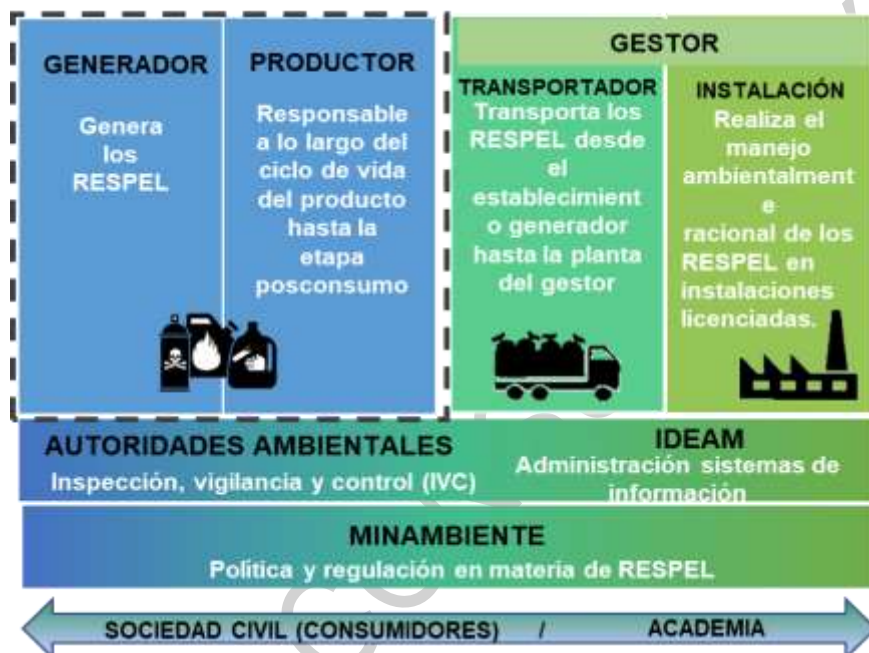 GENERADOR
Genera
los
RESPEL
PRODUCTOR
Responsable
a lo largo del
ciclo de vida
del producto
hasta la
etapa
posconsumo
GESTOR
TRANSPORTADOR
Transporta los
RESPEL desde
el
establecimient
o generador
hasta la planta
del gestor
INSTALACIÓN
Realiza el
manejo
ambientalment
e
racional de los
RESPEL en
instalaciones
licenciadas.
AUTORIDADES AMBIENTALES
Inspección, vigilancia y control (IVC)
IDEAM
Administración sistemas de
información
MINAMBIENTE
Política y regulación en materia de RESPEL
SOCIEDAD CIVIL (CONSUMIDORES) / ACADEMIA